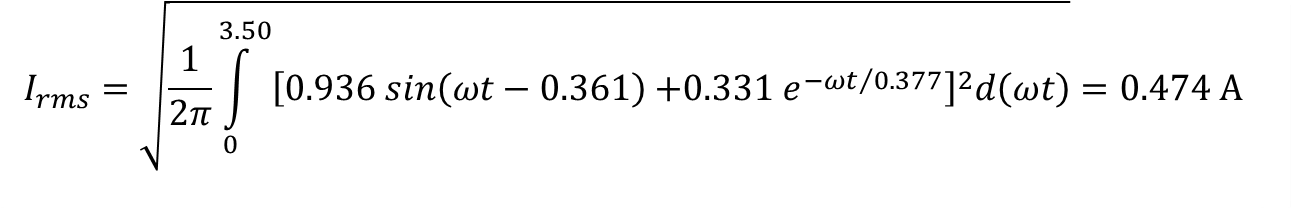 I_rms = √(1/2π ∫₀^3.50 [0.936 sin(ωt − 0.361) +0.331 e^−ωt/0.377]² d(ωt)) = 0.474 A